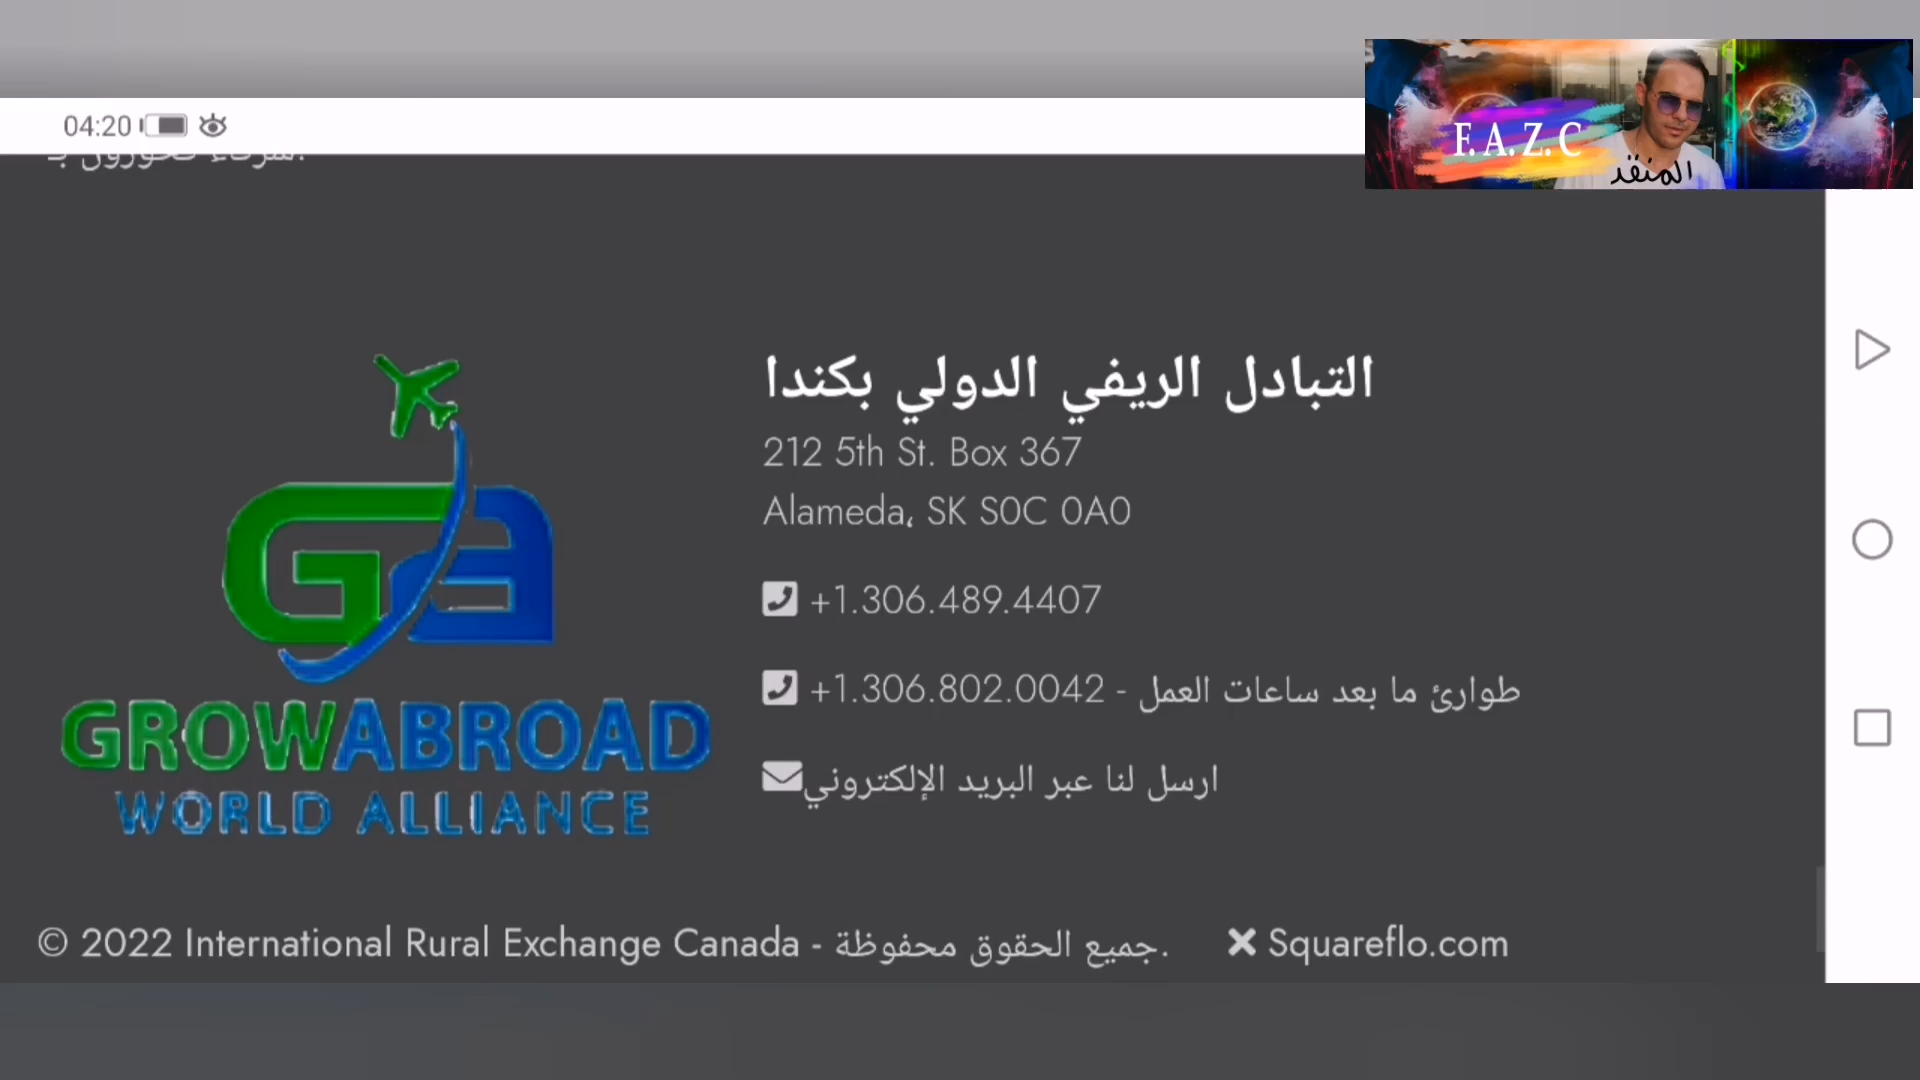 04:20
F.A.Z.C
المنقذ
GROWABROAD
WORLD ALLIANCE
التبادل الريفي الدولي بكندا
212 5th St. Box 367
Alameda، SK S0C 0A0
+1.306.489.4407
+1.306.802.0042 - طوارئ ما بعد ساعات العمل
ارسل لنا عبر البريد الإلكتروني
© 2022 International Rural Exchange Canada - جميع الحقوق محفوظة.
Squareflo.com